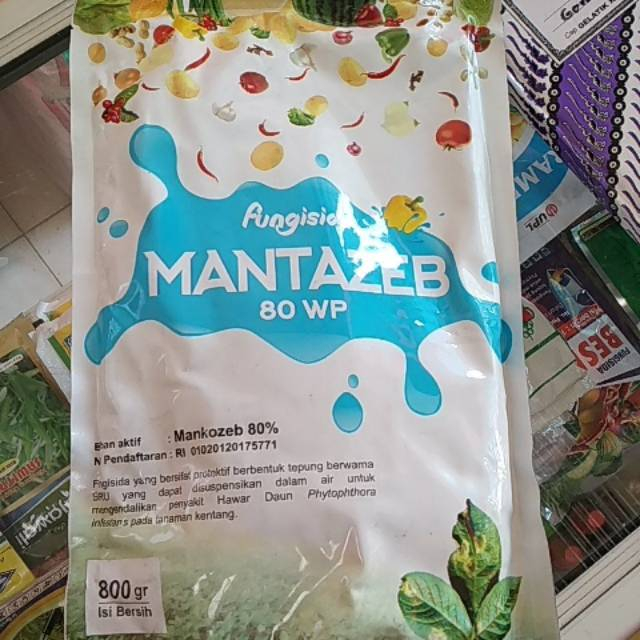 Fungisida
MANTAZEB
80 WP
Bahan aktif : Mankozeb 80%
No Pendaftaran : RI 01020120175771
Fngisida yang bersifat protektif berbentuk tepung berwarna
yang dapat disuspensikan dalam air untuk
mengendalikan penyakit Hawar Daun Phytophthora
infestans pada tanaman kentang.
800 gr
Isi Bersih
UPL
BES